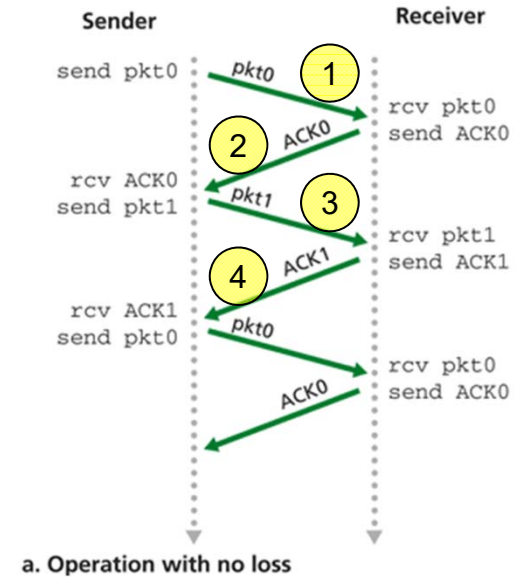 Sender
Receiver
send pkt0
pkt0
1
rcv pkt0
send ACK0
ACK0
2
rcv ACK0
send pkt1
pkt1
3
rcv pkt1
send ACK1
ACK1
4
rcv ACK1
send pkt0
pkt0
rcv pkt0
send ACK0
ACK0
a. Operation with no loss